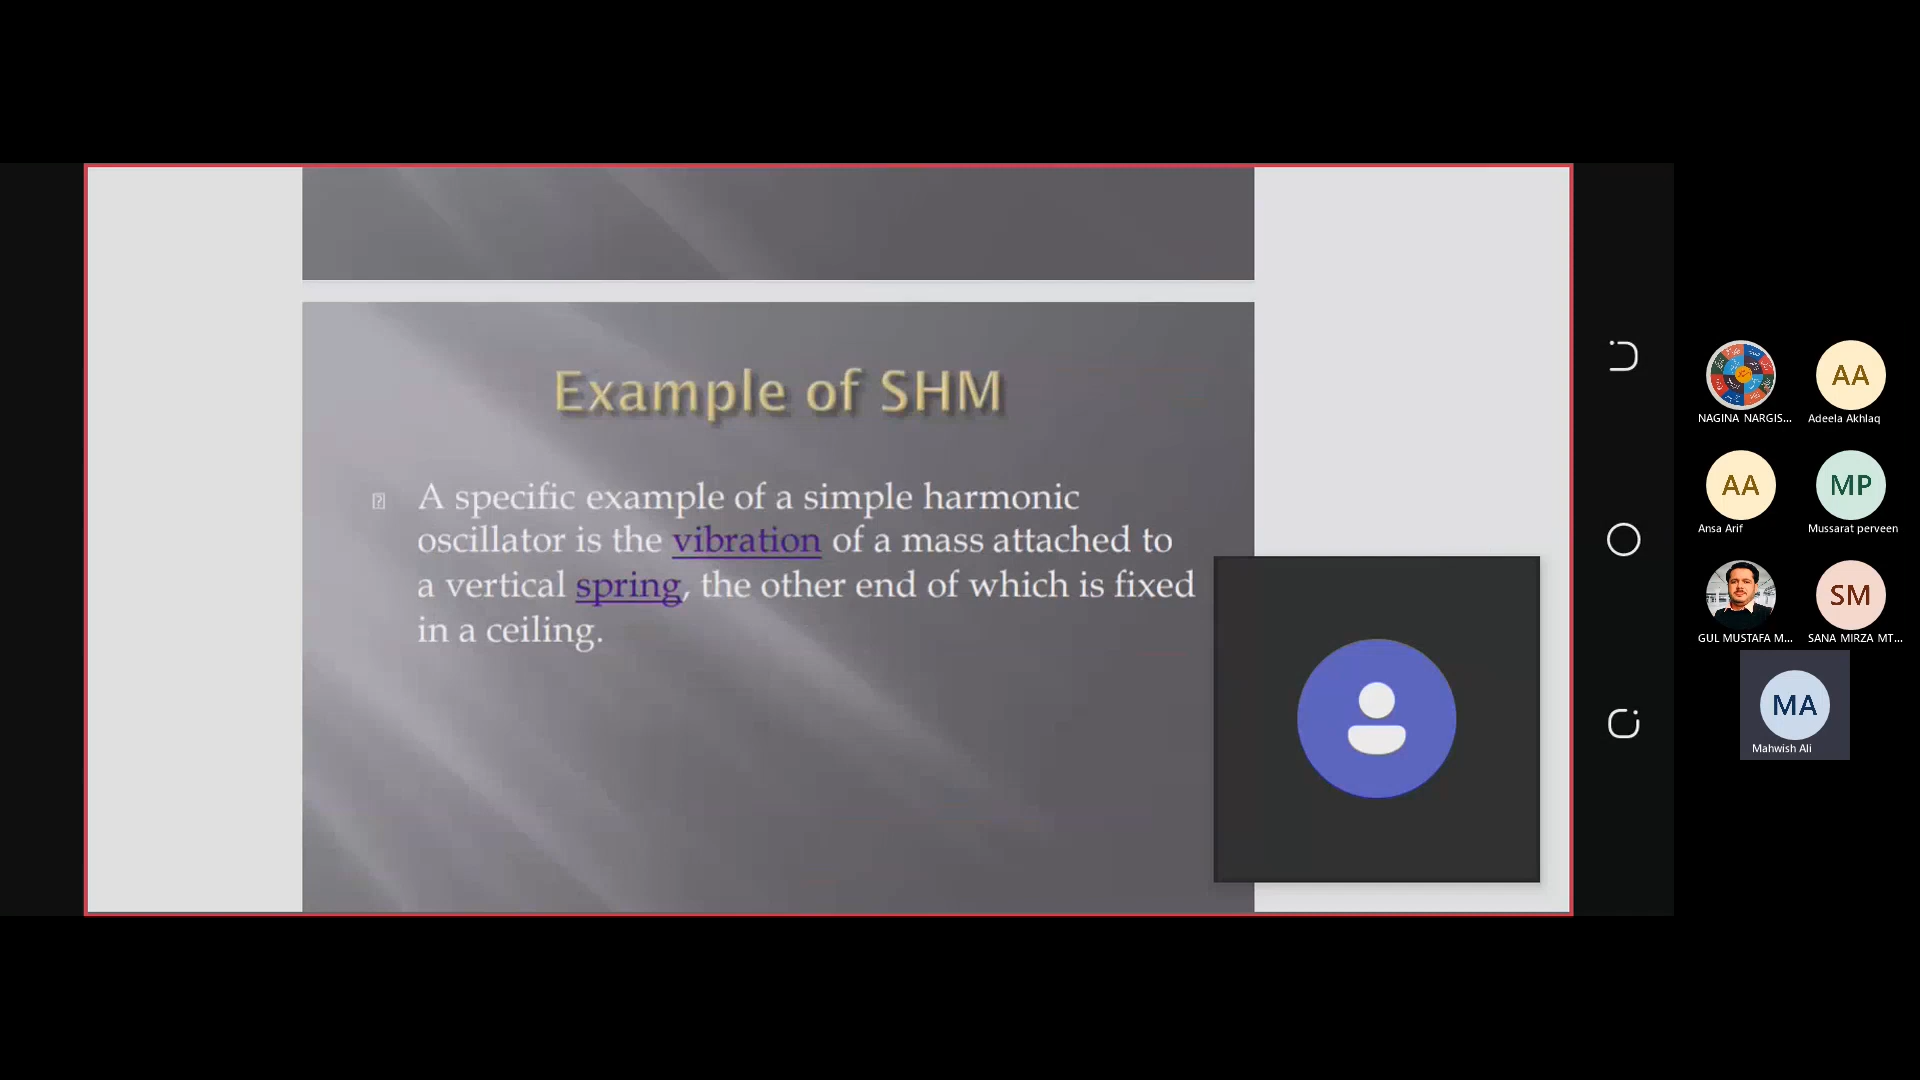 Example of SHM
A specific example of a simple harmonic
oscillator is the vibration of a mass attached to
a vertical spring, the other end of which is fixed
in a ceiling.
NAGINA NARGIS...
AA
Adeela Akhlaq
AA
Ansa Arif
MP
Mussarat perveen
GUL MUSTAFA M...
SM
SANA MIRZA MT...
MA
Mahwish Ali